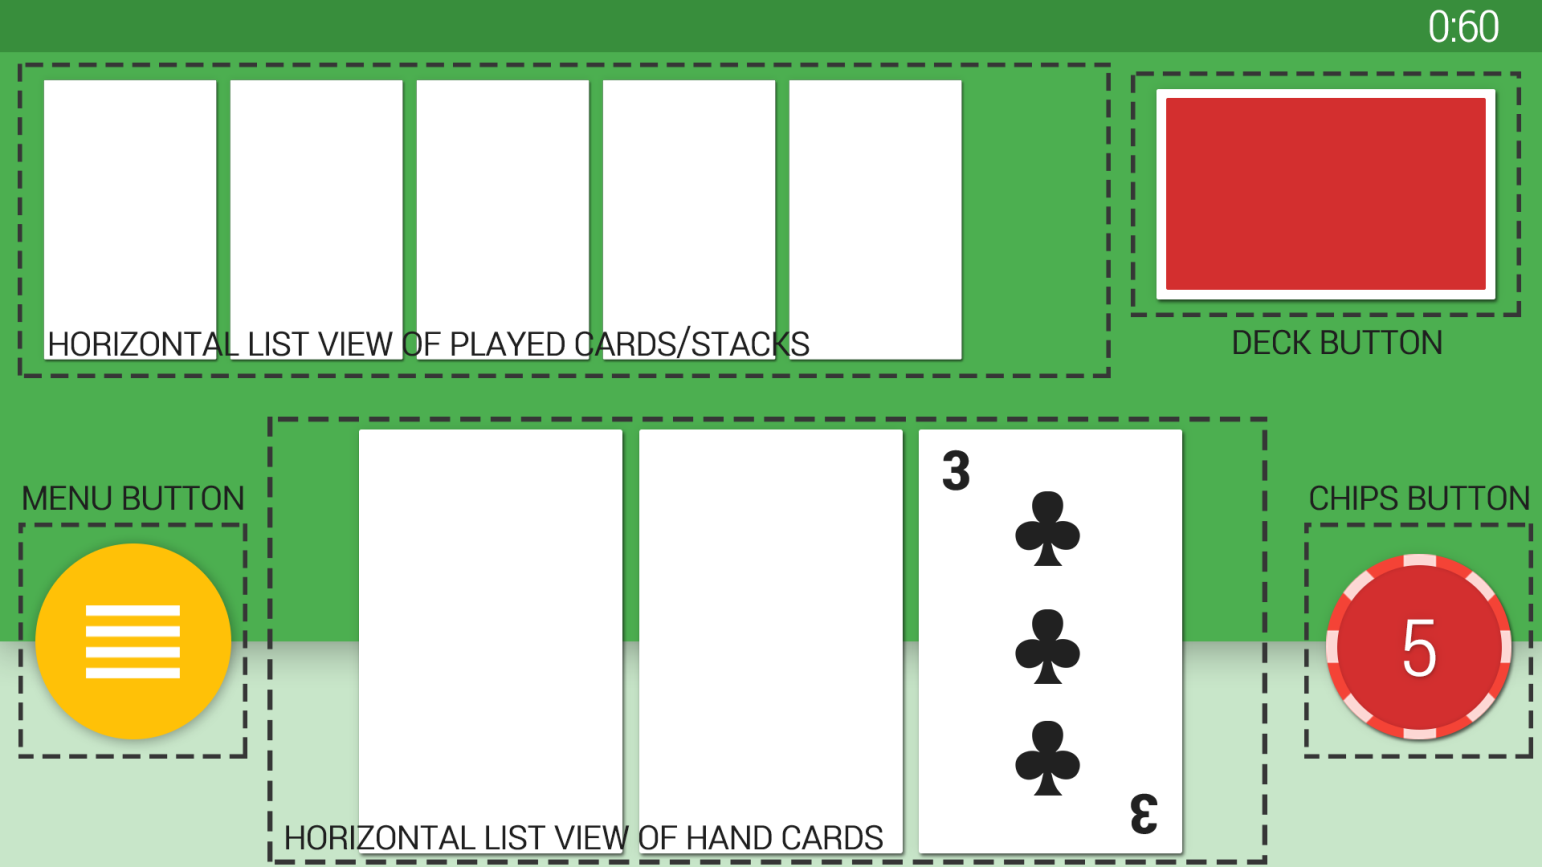 0:60
HORIZONTAL LIST VIEW OF PLAYED CARDS/STACKS
DECK BUTTON
MENU BUTTON
CHIPS BUTTON
3
5
3
HORIZONTAL LIST VIEW OF HAND CARDS